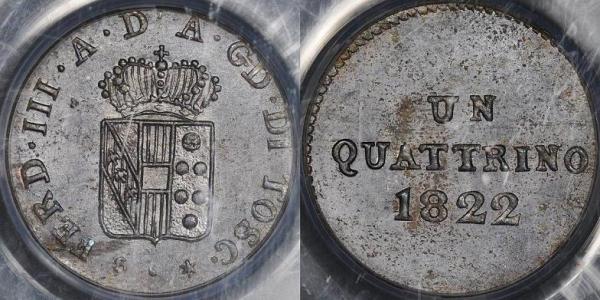 FERD·III·A·D·A·GD·DI TOSC·
UN
QUATTRINO
1822